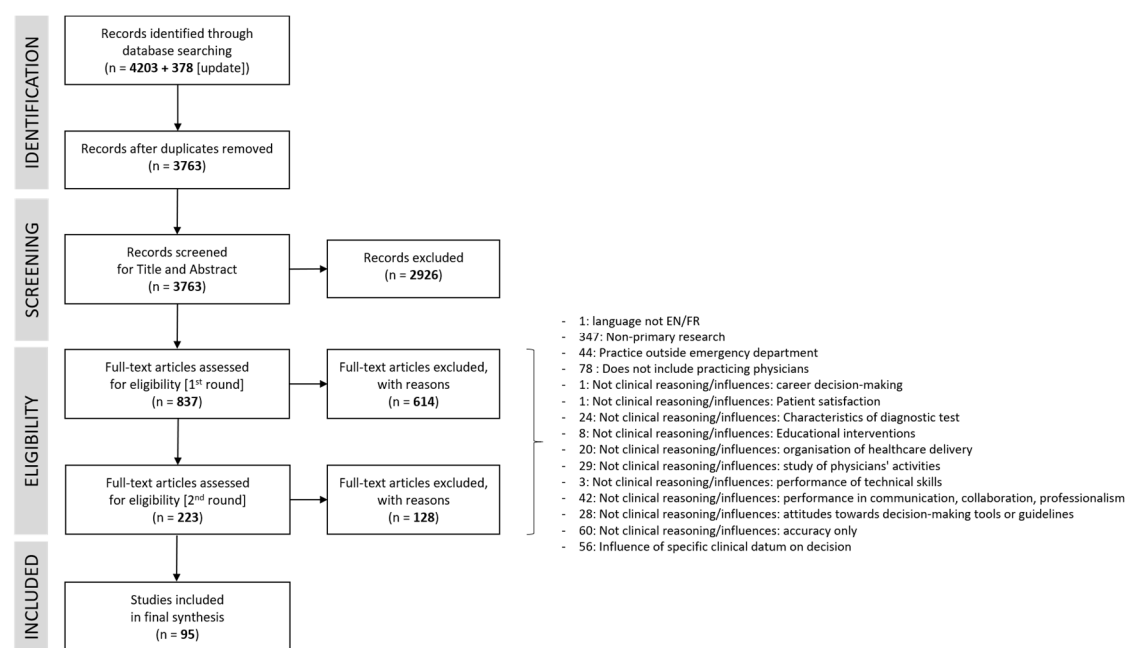 IDENTIFICATION
Records identified through
database searching
(n = 4203 + 378 [update])
Records after duplicates removed
(n = 3763)
SCREENING
Records screened
for Title and Abstract
(n = 3763)
Records excluded
(n = 2926)
ELIGIBILITY
Full-text articles assessed
for eligibility [1st round]
(n = 837)
Full-text articles excluded,
with reasons
(n = 614)
Full-text articles assessed
for eligibility [2nd round]
(n = 223)
Full-text articles excluded,
with reasons
(n = 128)
- 1: language not EN/FR
- 347: Non-primary research
- 44: Practice outside emergency department
- 78 : Does not include practicing physicians
- 1: Not clinical reasoning/influences: career decision-making
- 1: Not clinical reasoning/influences: Patient satisfaction
- 24: Not clinical reasoning/influences: Characteristics of diagnostic test
- 8: Not clinical reasoning/influences: Educational interventions
- 20: Not clinical reasoning/influences: organisation of healthcare delivery
- 29: Not clinical reasoning/influences: study of physicians' activities
- 3: Not clinical reasoning/influences: performance of technical skills
- 42: Not clinical reasoning/influences: performance in communication, collaboration, professionalism
- 28: Not clinical reasoning/influences: attitudes towards decision-making tools or guidelines
- 60: Not clinical reasoning/influences: accuracy only
- 56: Influence of specific clinical datum on decision
INCLUDED
Studies included
in final synthesis
(n = 95)